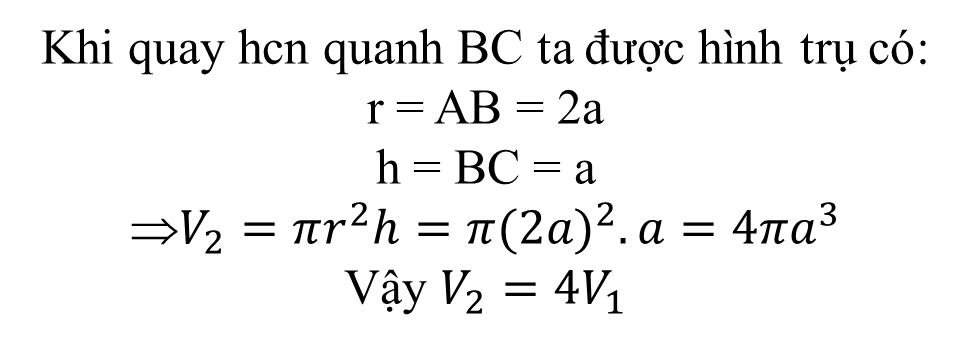 Khi quay hcn quanh BC ta được hình trụ có:
r = AB = 2a
h = BC = a
⇒V₂ = πr²h = π(2a)².a = 4πa³
Vậy V₂ = 4V₁